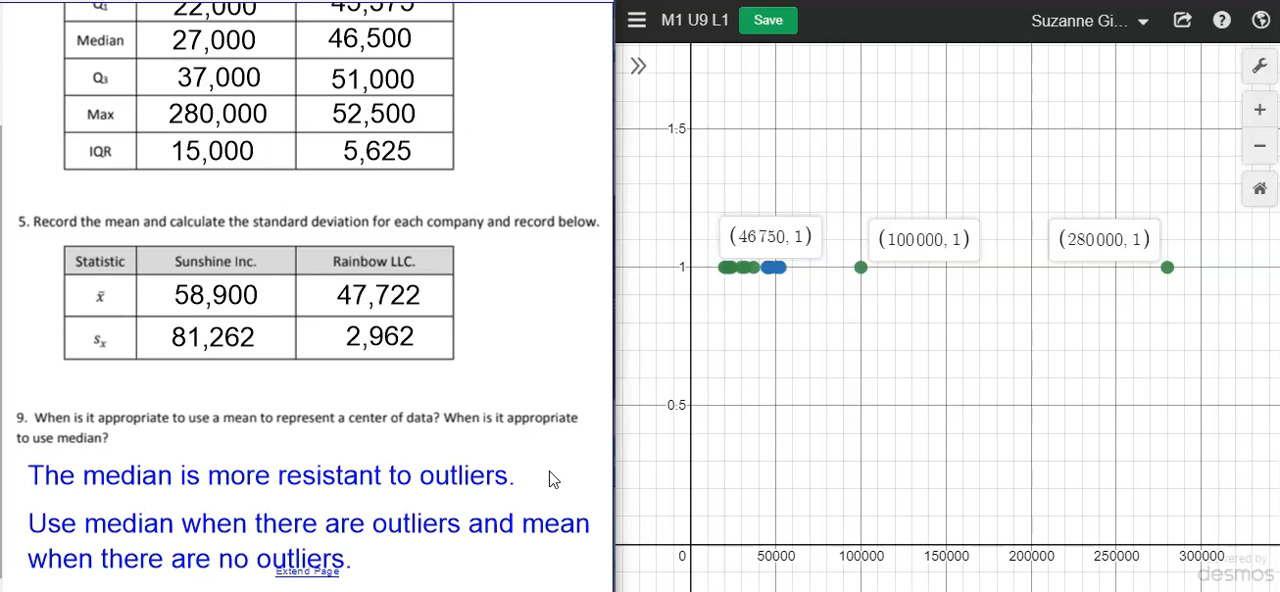 Q₁ 22,000
Median 27,000 46,500
Q₃ 37,000 51,000
Max 280,000 52,500
IQR 15,000 5,625
5. Record the mean and calculate the standard deviation for each company and record below.
Statistic Sunshine Inc. Rainbow LLC.
x̄ 58,900 47,722
sₓ 81,262 2,962
9. When is it appropriate to use a mean to represent a center of data? When is it appropriate
to use median?
The median is more resistant to outliers.
Use median when there are outliers and mean
when there are no outliers.
Extend Page
M1 U9 L1 Save Suzanne Gi...
1.5
(46750, 1) (100000, 1) (280000, 1)
1
0.5
0 50000 100000 150000 200000 250000 300000
powered by
desmos